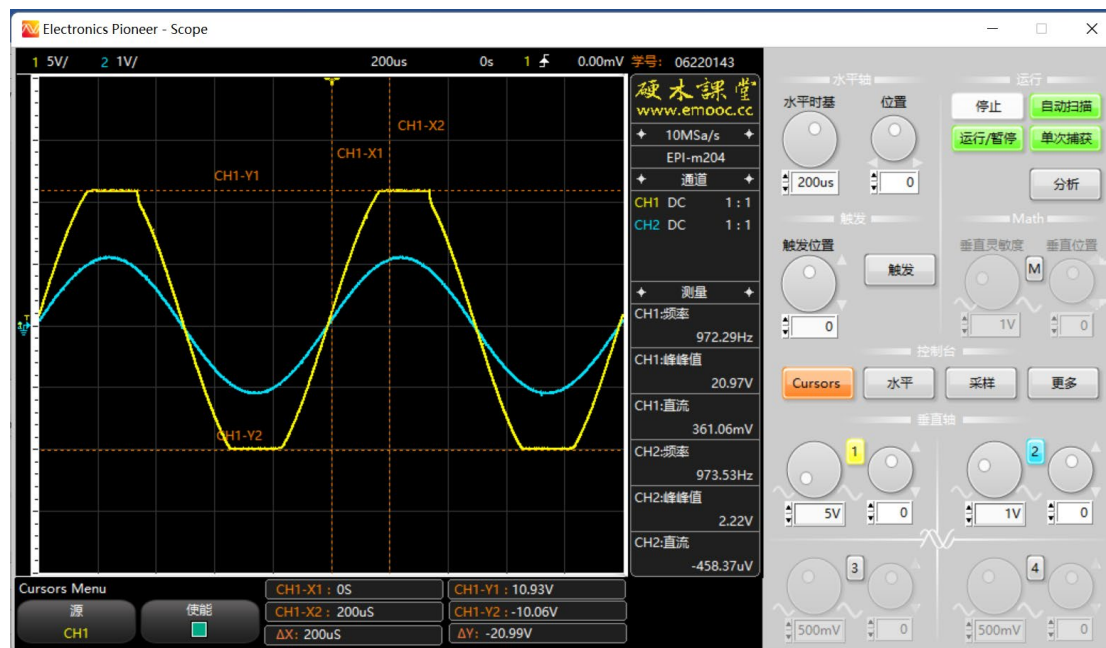 Electronics Pioneer - Scope
1 5V/ 2 1V/ 200us 0s 1 0.00mV 学号: 06220143
硬木課堂
www.emooc.cc
10MSa/s
EPI-m204
通道
CH1 DC 1 : 1
CH2 DC 1 : 1
测量
CH1:频率
972.29Hz
CH1:峰峰值
20.97V
CH1:直流
361.06mV
CH2:频率
973.53Hz
CH2:峰峰值
2.22V
CH2:直流
-458.37uV
CH1-X2
CH1-X1
CH1-Y1
CH1-Y2
T
Cursors Menu
源
CH1
使能
CH1-X1 : 0S
CH1-X2 : 200uS
ΔX: 200uS
CH1-Y1 : 10.93V
CH1-Y2 : -10.06V
ΔY: -20.99V
水平轴
水平时基 位置
200us 0
运行
停止 自动扫描
运行/暂停 单次捕获
分析
触发
触发位置
触发
0
Math
垂直灵敏度 垂直位置
M
1V 0
控制台
Cursors 水平 采样 更多
垂直轴
1 2
5V 0 1V 0
3 4
500mV 0 500mV 0